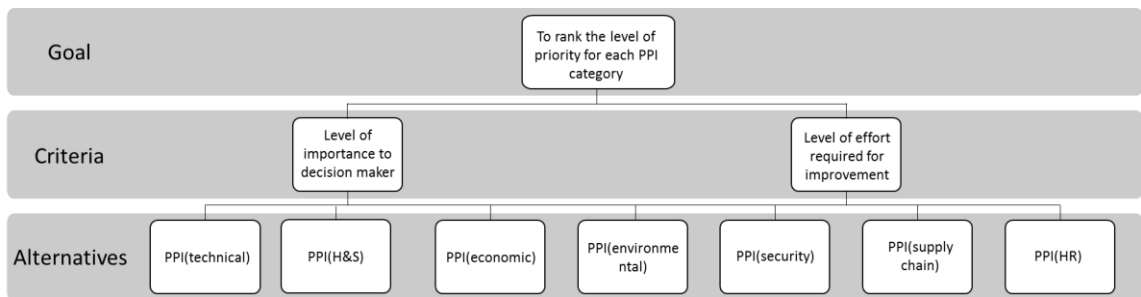 Goal
To rank the level of
priority for each PPI
category
Criteria
Level of
importance to
decision maker
Level of effort
required for
improvement
Alternatives
PPI(technical)
PPI(H&S)
PPI(economic)
PPI(environme
ntal)
PPI(security)
PPI(supply
chain)
PPI(HR)